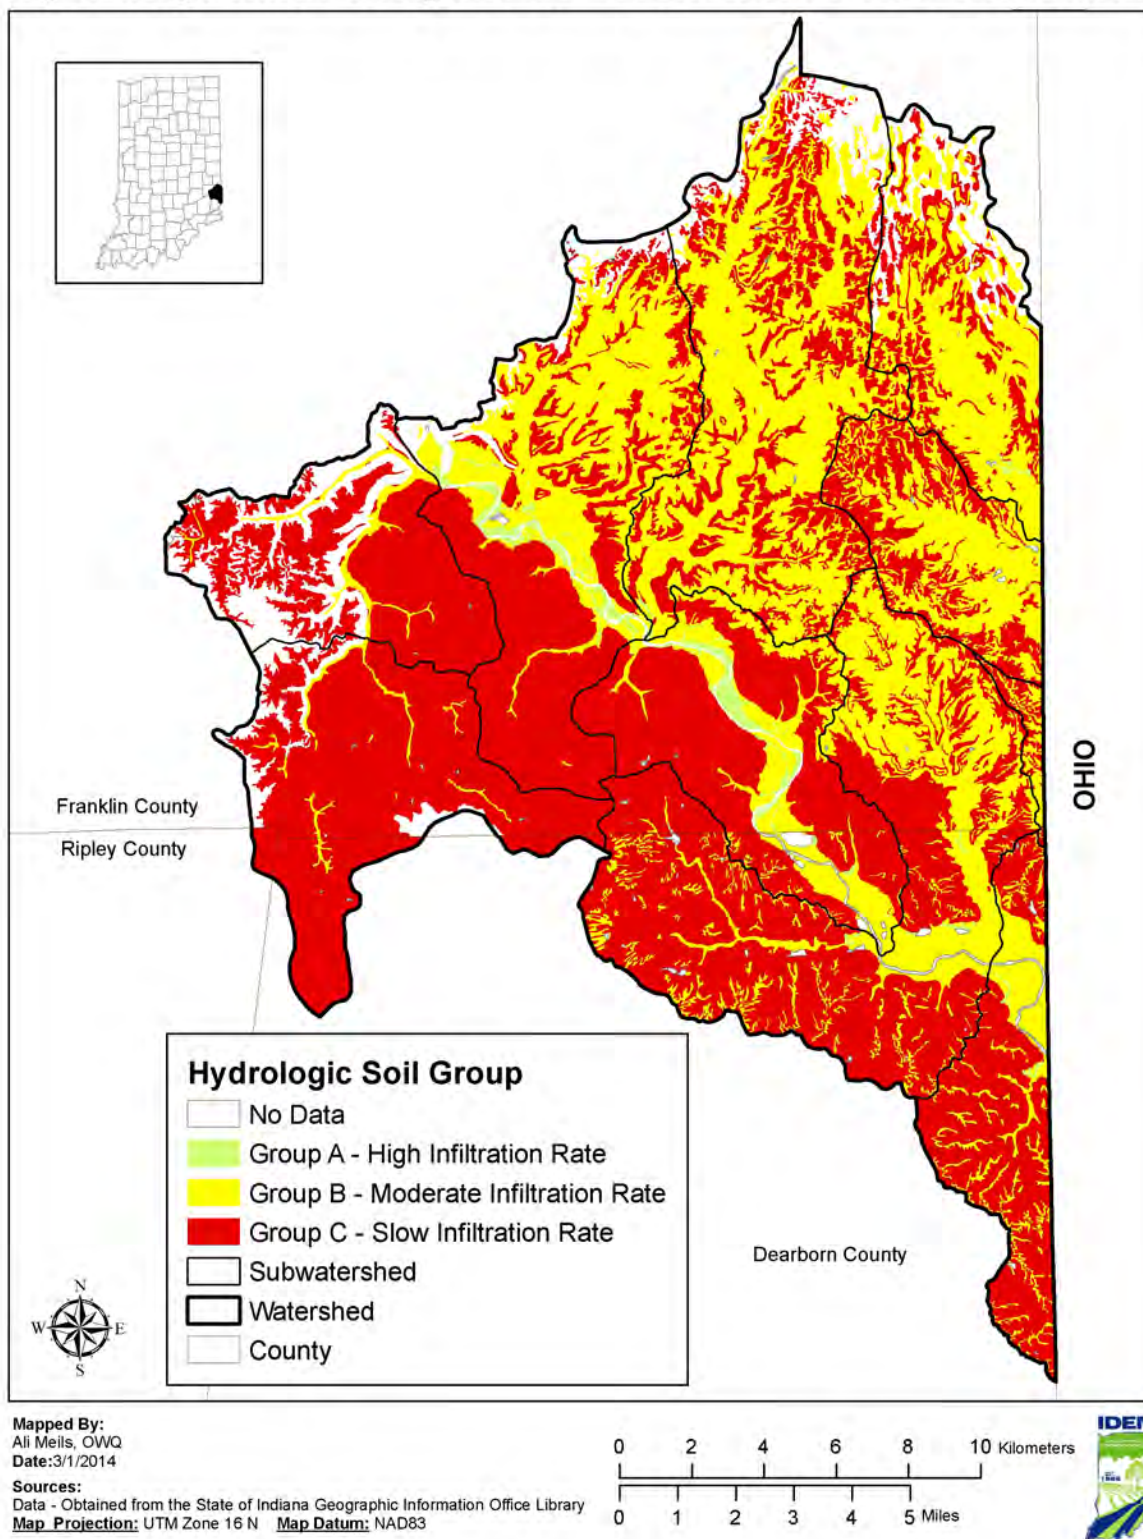 OHIO
Franklin County
Ripley County
Hydrologic Soil Group
No Data
Group A - High Infiltration Rate
Group B - Moderate Infiltration Rate
Group C - Slow Infiltration Rate
Subwatershed
Watershed
County
Dearborn County
N
W E
S
Mapped By:
Ali Meils, OWQ
Date:3/1/2014
Sources:
Data - Obtained from the State of Indiana Geographic Information Office Library
Map Projection: UTM Zone 16 N Map Datum: NAD83
0 2 4 6 8 10 Kilometers
0 1 2 3 4 5 Miles